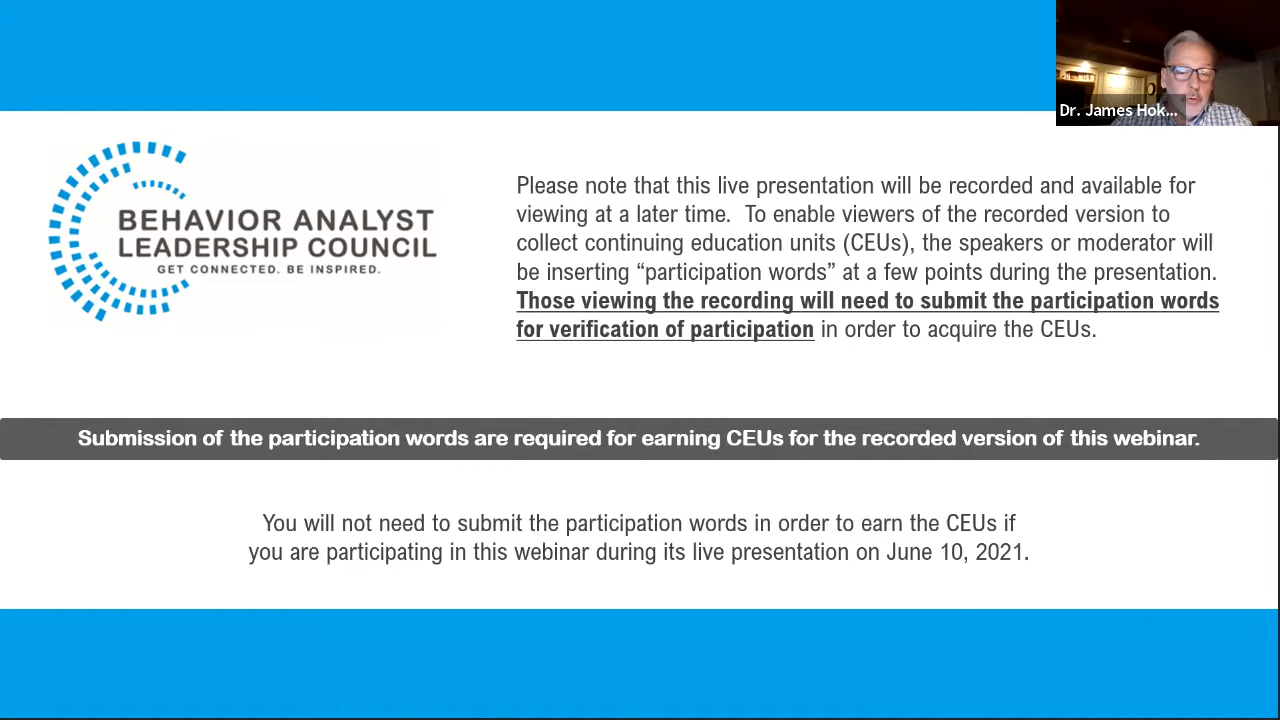 Dr. James Hok...
BEHAVIOR ANALYST
LEADERSHIP COUNCIL
GET CONNECTED. BE INSPIRED.
Please note that this live presentation will be recorded and available for
viewing at a later time.  To enable viewers of the recorded version to
collect continuing education units (CEUs), the speakers or moderator will
be inserting “participation words” at a few points during the presentation.
Those viewing the recording will need to submit the participation words
for verification of participation in order to acquire the CEUs.
Submission of the participation words are required for earning CEUs for the recorded version of this webinar.
You will not need to submit the participation words in order to earn the CEUs if
you are participating in this webinar during its live presentation on June 10, 2021.